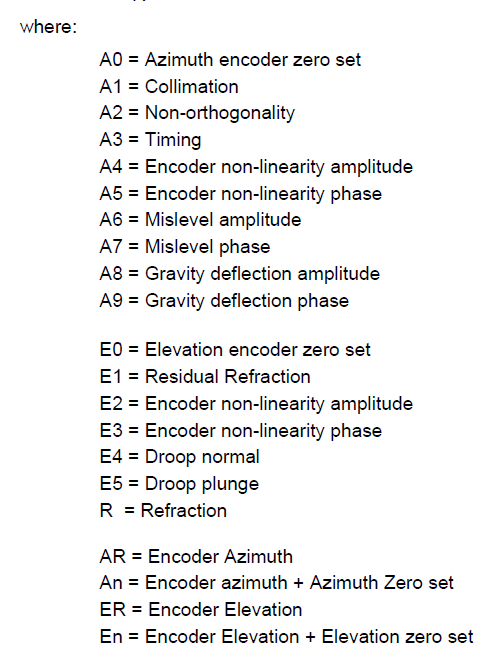 where:
A0 = Azimuth encoder zero set
A1 = Collimation
A2 = Non-orthogonality
A3 = Timing
A4 = Encoder non-linearity amplitude
A5 = Encoder non-linearity phase
A6 = Mislevel amplitude
A7 = Mislevel phase
A8 = Gravity deflection amplitude
A9 = Gravity deflection phase
E0 = Elevation encoder zero set
E1 = Residual Refraction
E2 = Encoder non-linearity amplitude
E3 = Encoder non-linearity phase
E4 = Droop normal
E5 = Droop plunge
R = Refraction
AR = Encoder Azimuth
An = Encoder azimuth + Azimuth Zero set
ER = Encoder Elevation
En = Encoder Elevation + Elevation zero set